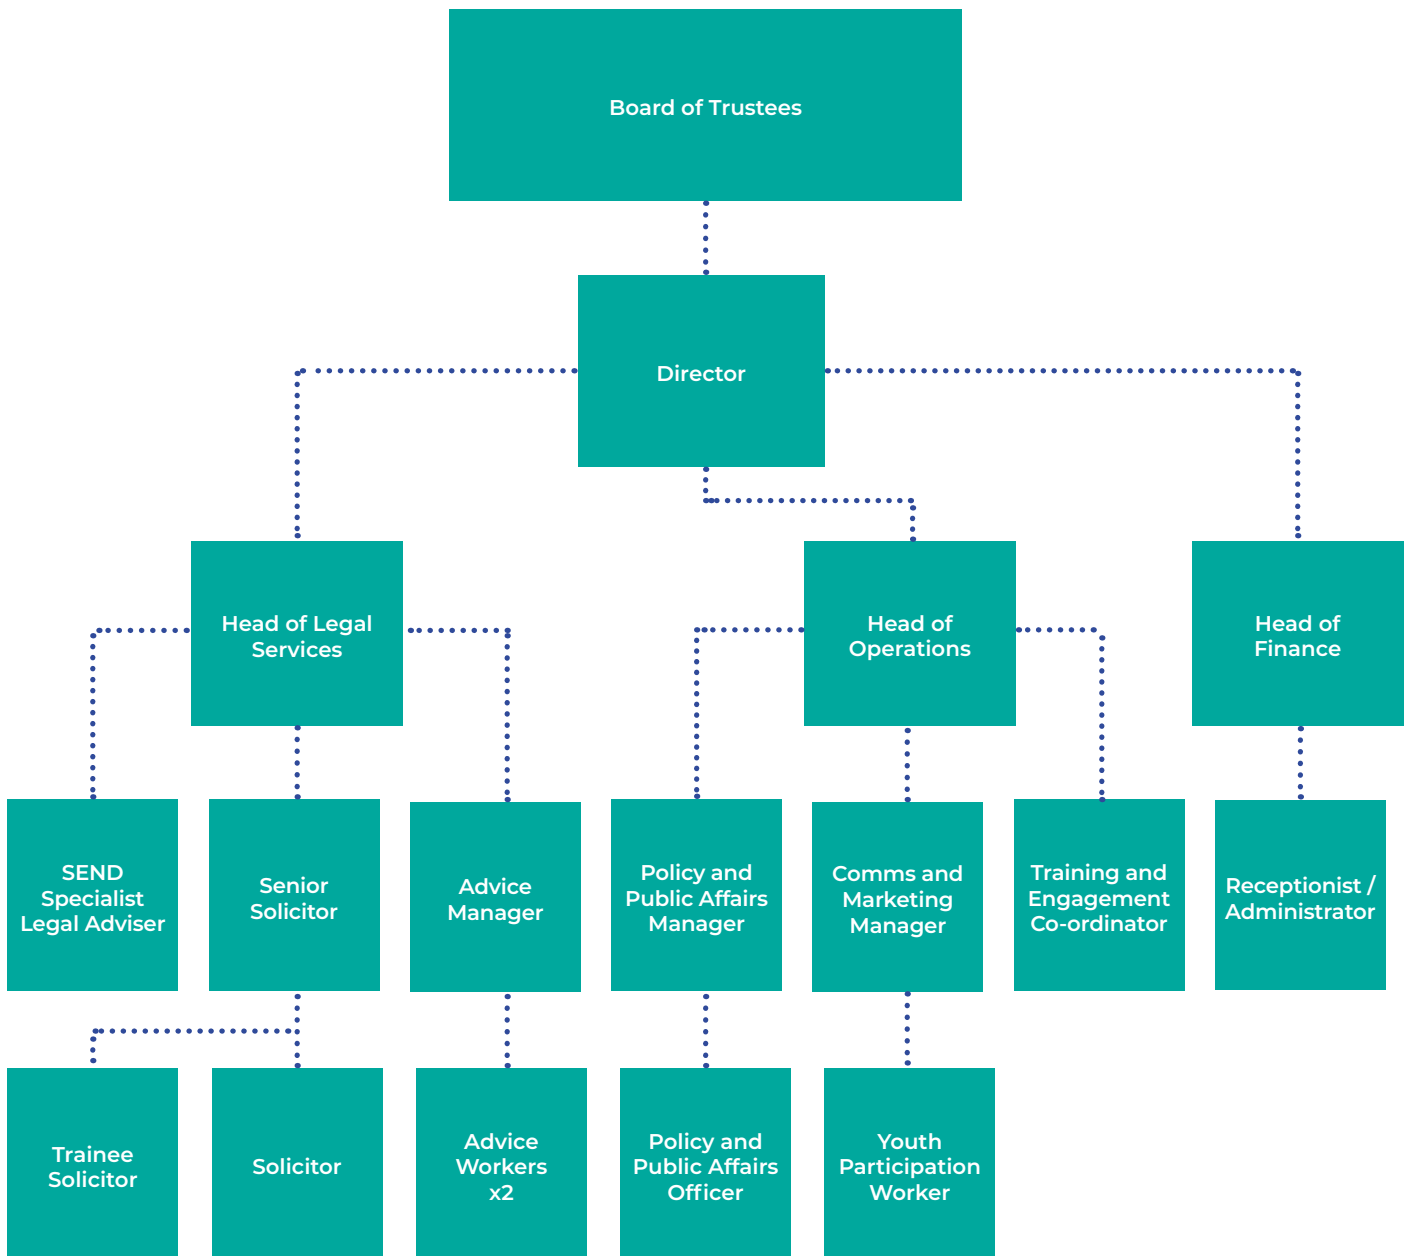 Board of Trustees
Director
Head of Legal
Services
Head of
Operations
Head of
Finance
SEND
Specialist
Legal Adviser
Senior
Solicitor
Advice
Manager
Policy and
Public Affairs
Manager
Comms and
Marketing
Manager
Training and
Engagement
Co-ordinator
Receptionist /
Administrator
Trainee
Solicitor
Solicitor
Advice
Workers
x2
Policy and
Public Affairs
Officer
Youth
Participation
Worker